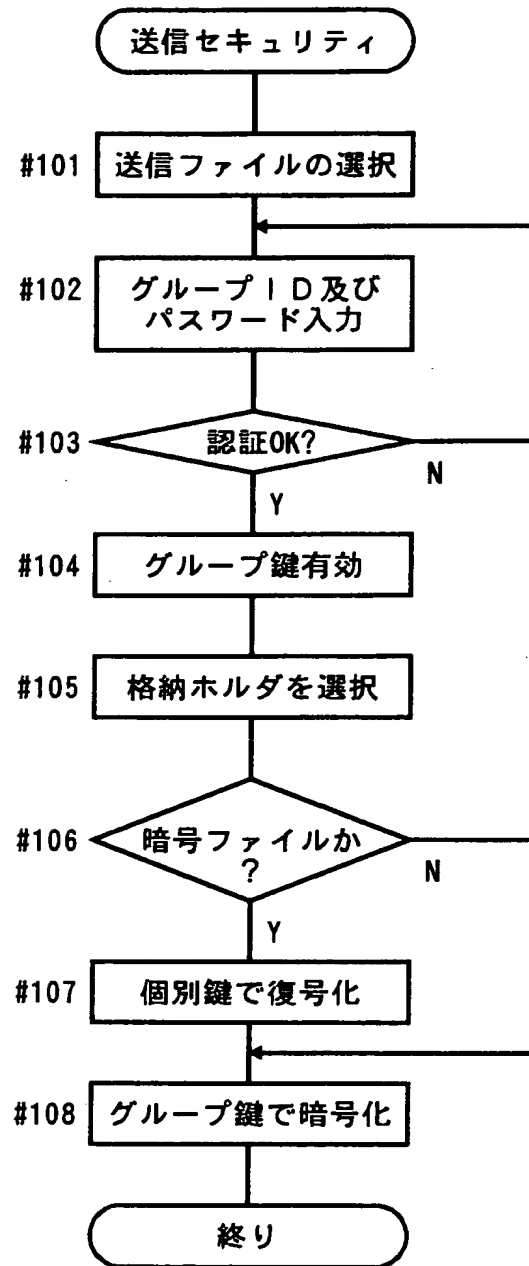 送信セキュリティ
#101 送信ファイルの選択
#102 グループID及び
パスワード入力
#103 認証OK?
N
Y
#104 グループ鍵有効
#105 格納ホルダを選択
#106 暗号ファイルか
?
N
Y
#107 個別鍵で復号化
#108 グループ鍵で暗号化
終り